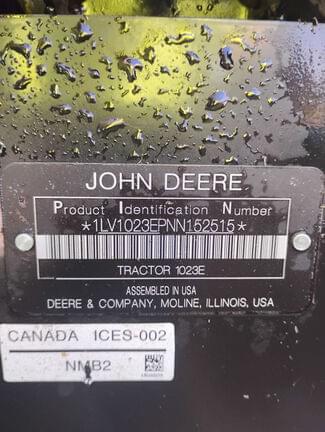 JOHN DEERE
Product Identification Number
*1LV1023EPNN152515*
TRACTOR 1023E
ASSEMBLED IN USA
DEERE & COMPANY, MOLINE, ILLINOIS, USA
CANADA ICES-002
NMB2